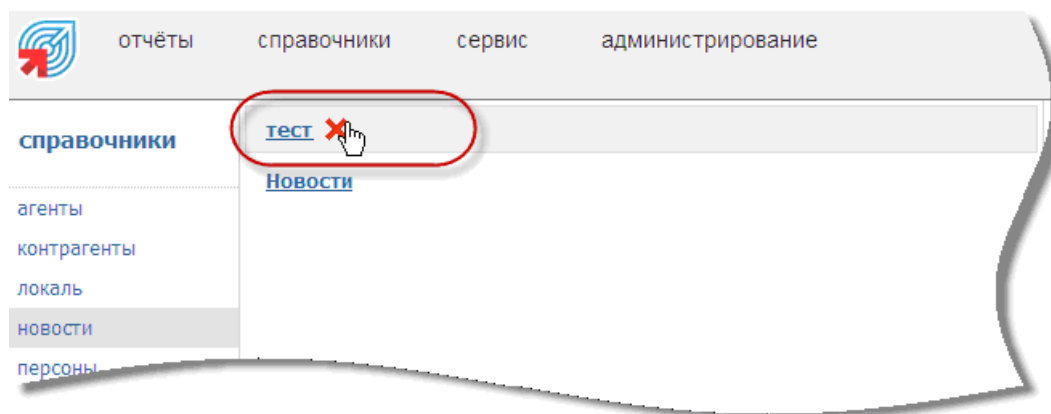 отчёты справочники сервис администрирование
справочники
тест
Новости
агенты
контрагенты
локаль
новости
персоны